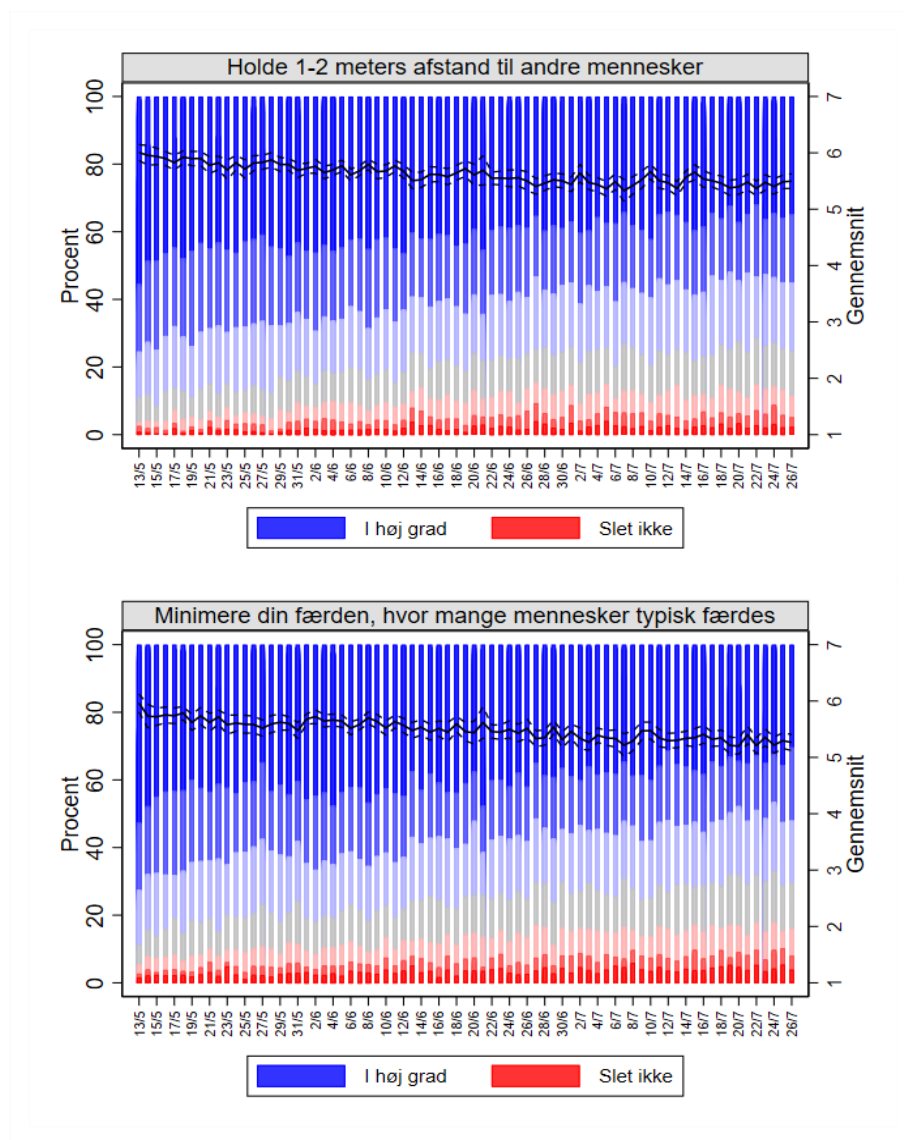 Holde 1-2 meters afstand til andre mennesker
100
80
60
40
20
0
Procent
7
6
5
4
3
2
1
Gennemsnit
13/5 15/5 17/5 19/5 21/5 23/5 25/5 27/5 29/5 31/5 2/6 4/6 6/6 8/6 10/6 12/6 14/6 16/6 18/6 20/6 22/6 24/6 26/6 28/6 30/6 2/7 4/7 6/7 8/7 10/7 12/7 14/7 16/7 18/7 20/7 22/7 24/7 26/7
I høj grad Slet ikke
Minimere din færden, hvor mange mennesker typisk færdes
100
80
60
40
20
0
Procent
7
6
5
4
3
2
1
Gennemsnit
13/5 15/5 17/5 19/5 21/5 23/5 25/5 27/5 29/5 31/5 2/6 4/6 6/6 8/6 10/6 12/6 14/6 16/6 18/6 20/6 22/6 24/6 26/6 28/6 30/6 2/7 4/7 6/7 8/7 10/7 12/7 14/7 16/7 18/7 20/7 22/7 24/7 26/7
I høj grad Slet ikke